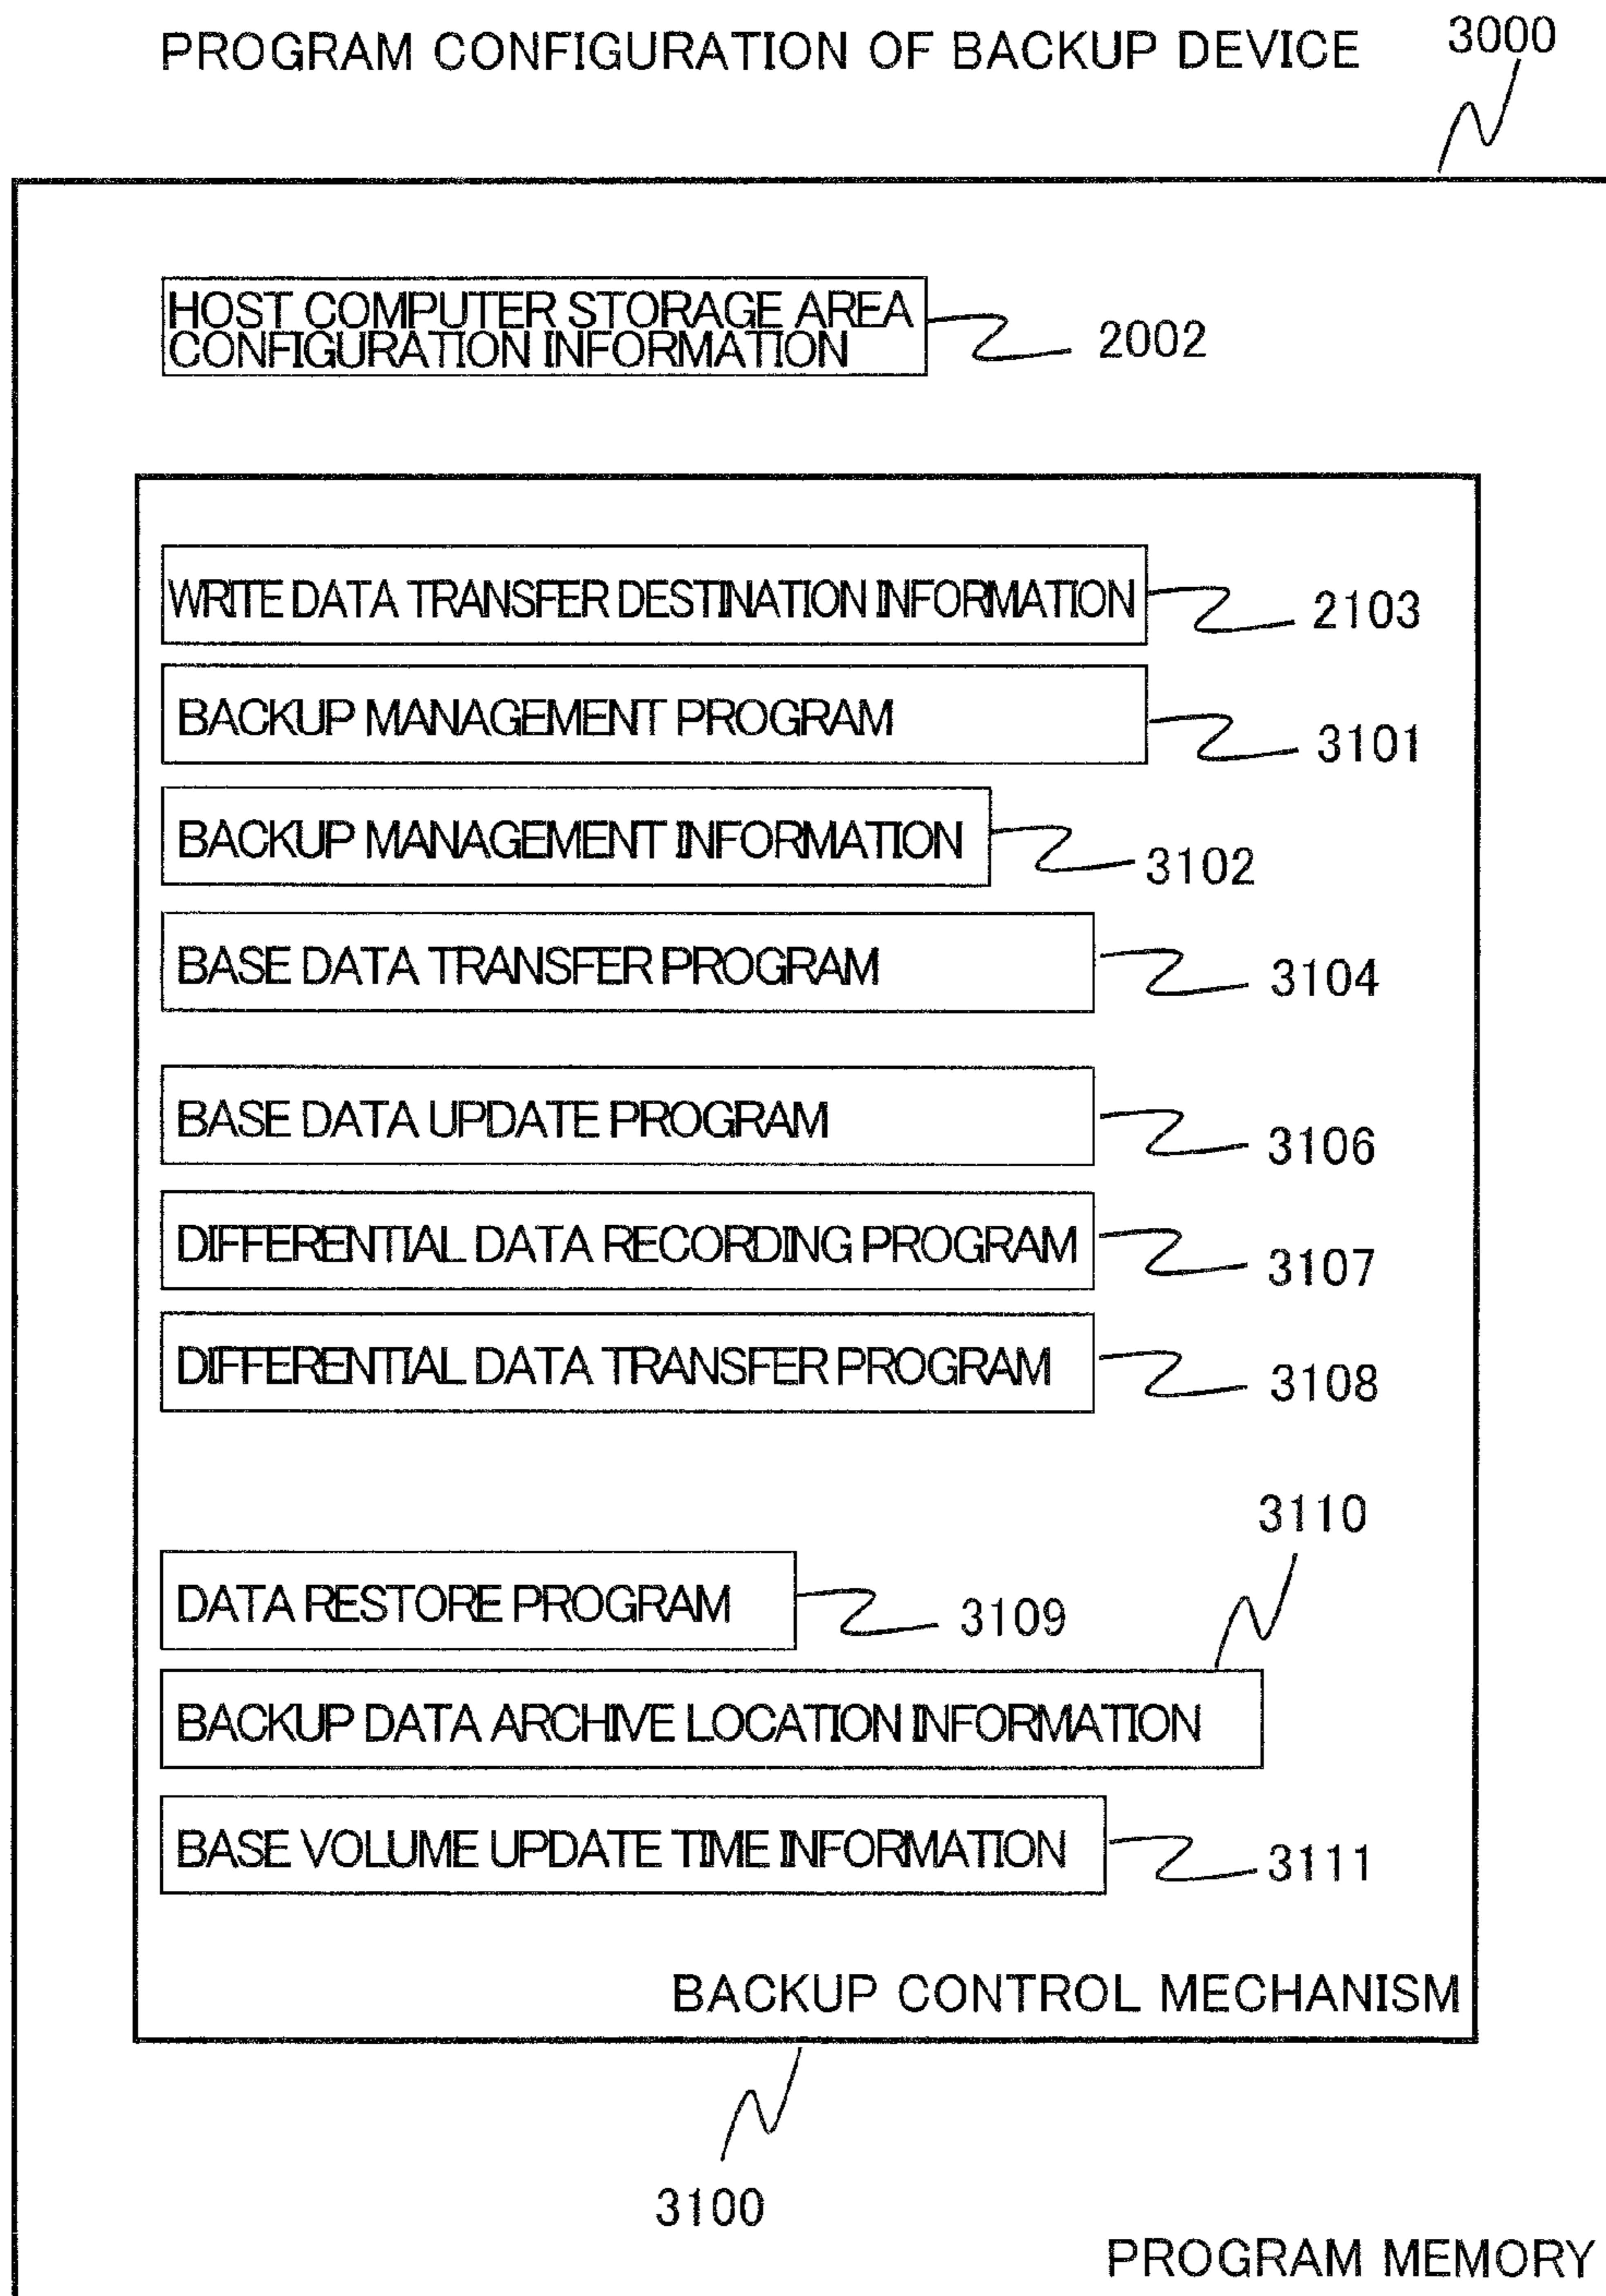 PROGRAM CONFIGURATION OF BACKUP DEVICE
3000
HOST COMPUTER STORAGE AREA
CONFIGURATION INFORMATION
2002
WRITE DATA TRANSFER DESTINATION INFORMATION
2103
BACKUP MANAGEMENT PROGRAM
3101
BACKUP MANAGEMENT INFORMATION
3102
BASE DATA TRANSFER PROGRAM
3104
BASE DATA UPDATE PROGRAM
3106
DIFFERENTIAL DATA RECORDING PROGRAM
3107
DIFFERENTIAL DATA TRANSFER PROGRAM
3108
3110
DATA RESTORE PROGRAM
3109
BACKUP DATA ARCHIVE LOCATION INFORMATION
BASE VOLUME UPDATE TIME INFORMATION
3111
BACKUP CONTROL MECHANISM
3100
PROGRAM MEMORY